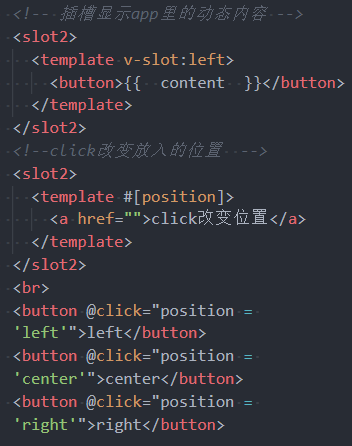 <!-- 插槽显示app里的动态内容 -->
<slot2>
  <template v-slot:left>
    <button>{{  content  }}</button>
  </template>
</slot2>
<!--click改变放入的位置  -->
<slot2>
  <template #[position]>
    <a href="">click改变位置</a>
  </template>
</slot2>
<br>
<button @click="position =
'left'">left</button>
<button @click="position =
'center'">center</button>
<button @click="position =
'right'">right</button>